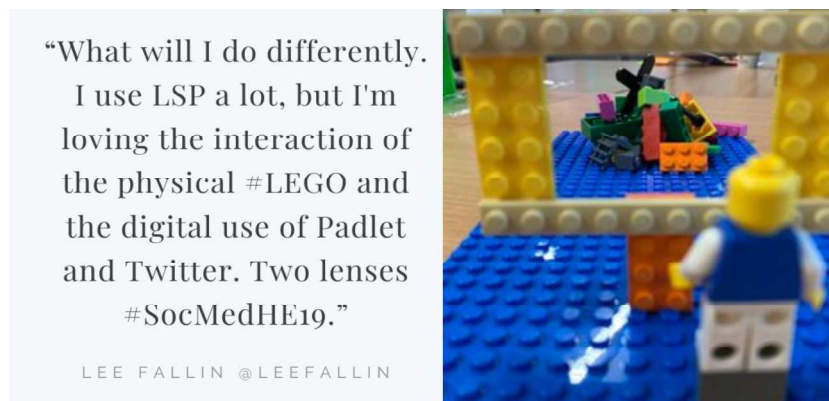 “What will I do differently.
I use LSP a lot, but I'm
loving the interaction of
the physical #LEGO and
the digital use of Padlet
and Twitter. Two lenses
#SocMedHE19.”
LEE FALLIN @LEEFALLIN